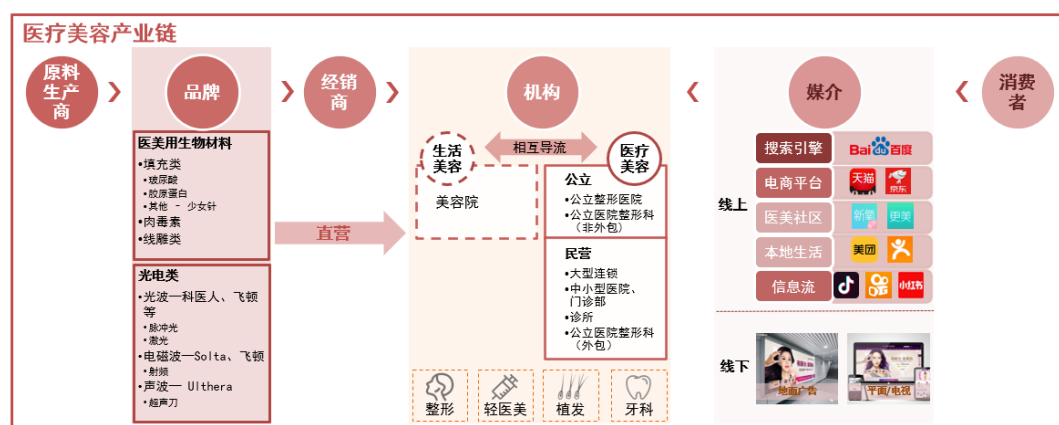 医疗美容产业链
原料
生产
商
品牌
经销
商
机构
媒介
消费
者
医美用生物材料
•填充类
•玻尿酸
•胶原蛋白
•其他 - 少女针
•肉毒素
•线雕类
光电类
•光波—科医人、飞顿
等
•脉冲光
•激光
•电磁波—Solta、飞顿
•射频
•声波— Ulthera
•超声刀
直营
生活
美容
相互导流
医疗
美容
美容院
公立
•公立整形医院
•公立医院整形科
(非外包)
民营
•大型连锁
•中小型医院、
门诊部
•诊所
•公立医院整形科
(外包)
整形
轻医美
植发
牙科
线上
搜索引擎
Bai du 百度
电商平台
天猫
京东
医美社区
新氧
更美
本地生活
美团
信息流
小红书
线下
地面广告
平面/电视